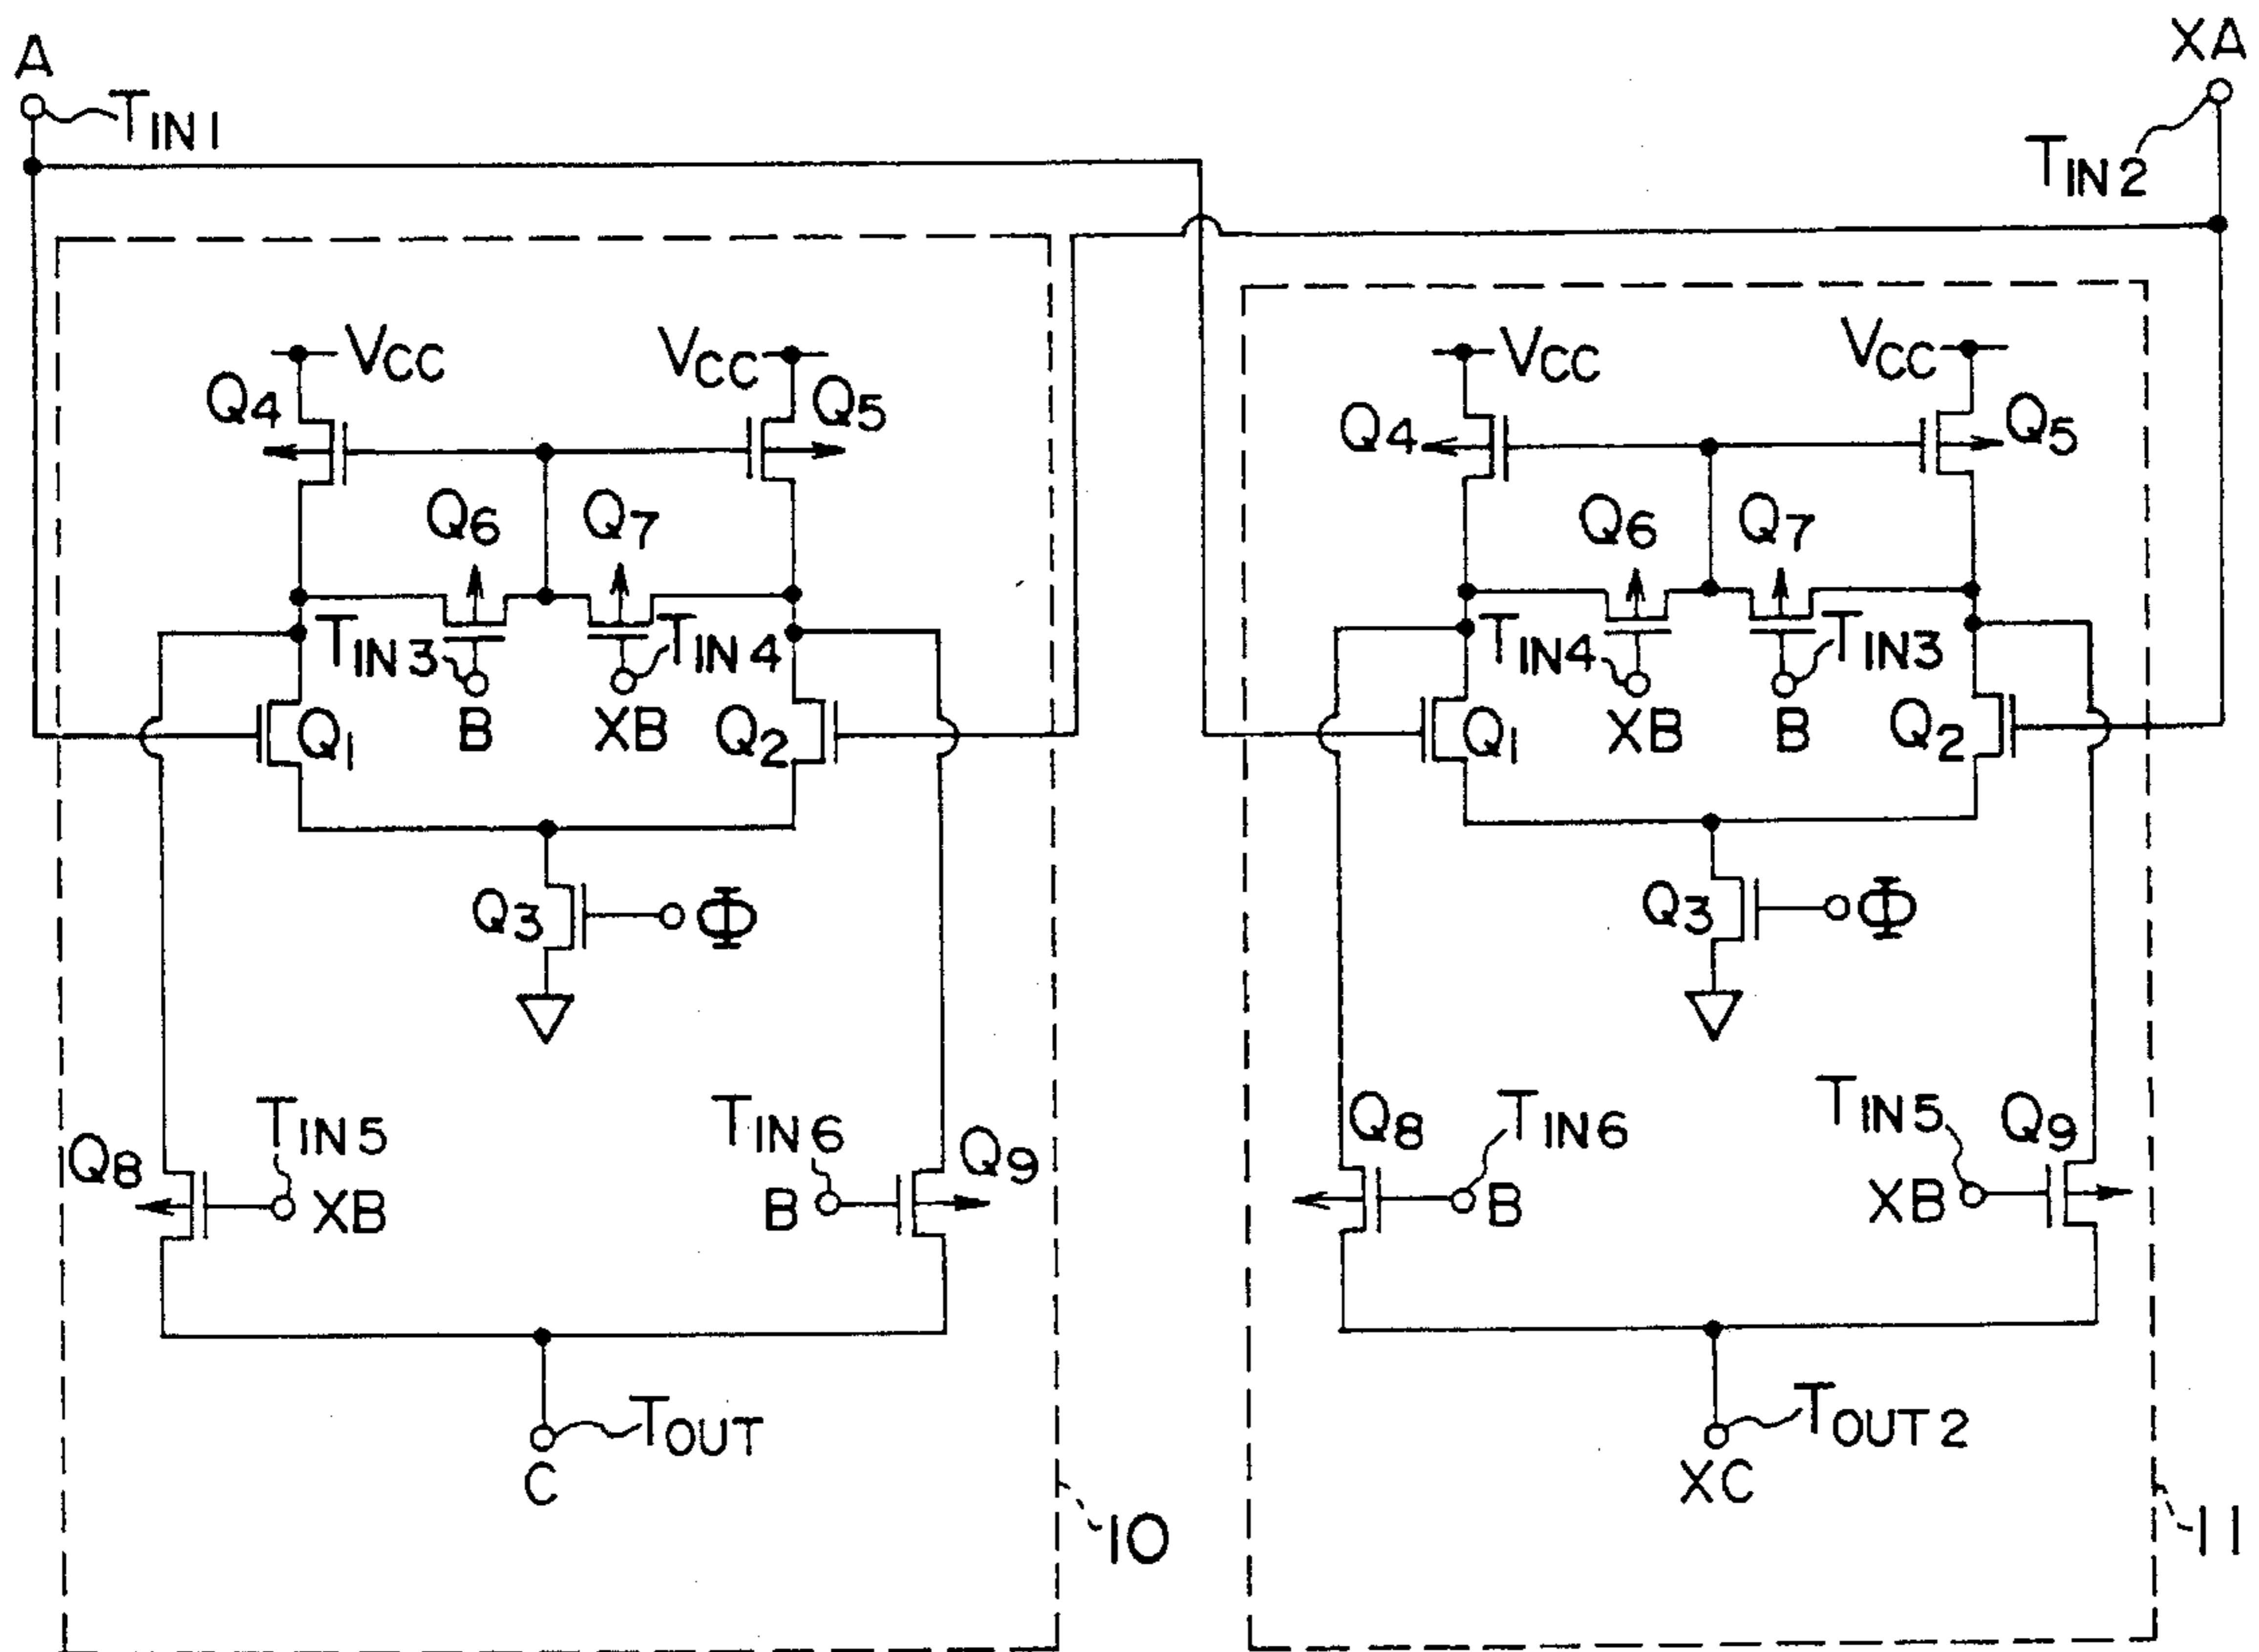 A
XA
TIN1
TIN2
VCC
VCC
VCC
VCC
Q4
Q5
Q4
Q5
Q6
Q7
Q6
Q7
TIN3
TIN4
TIN4
TIN3
Q1
B
XB
Q2
Q1
XB
B
Q2
Q3
Φ
Q3
Φ
Q8
TIN5
XB
TIN6
B
Q9
Q8
TIN6
B
TIN5
XB
Q9
TOUT
C
TOUT2
XC
10
11